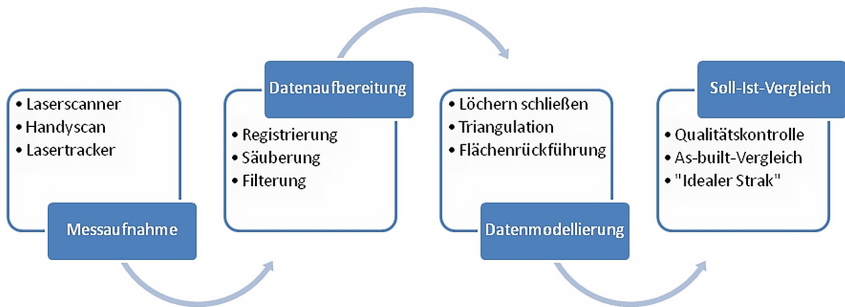 • Laserscanner
• Handyscan
• Lasertracker
Messaufnahme
Datenaufbereitung
• Registrierung
• Säuberung
• Filterung
• Löchern schließen
• Triangulation
• Flächenrückführung
Datenmodellierung
Soll-Ist-Vergleich
• Qualitätskontrolle
• As-built-Vergleich
• "Idealer Strak"